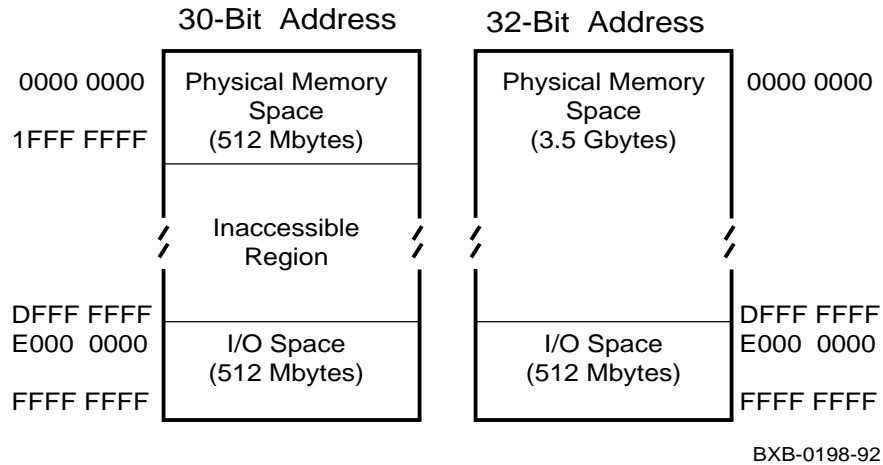 30-Bit Address
32-Bit Address
0000 0000
Physical Memory
Space
(512 Mbytes)
1FFF FFFF
Inaccessible
Region
DFFF FFFF
E000 0000
I/O Space
(512 Mbytes)
FFFF FFFF
Physical Memory
Space
(3.5 Gbytes)
0000 0000
I/O Space
(512 Mbytes)
DFFF FFFF
E000 0000
FFFF FFFF
BXB-0198-92